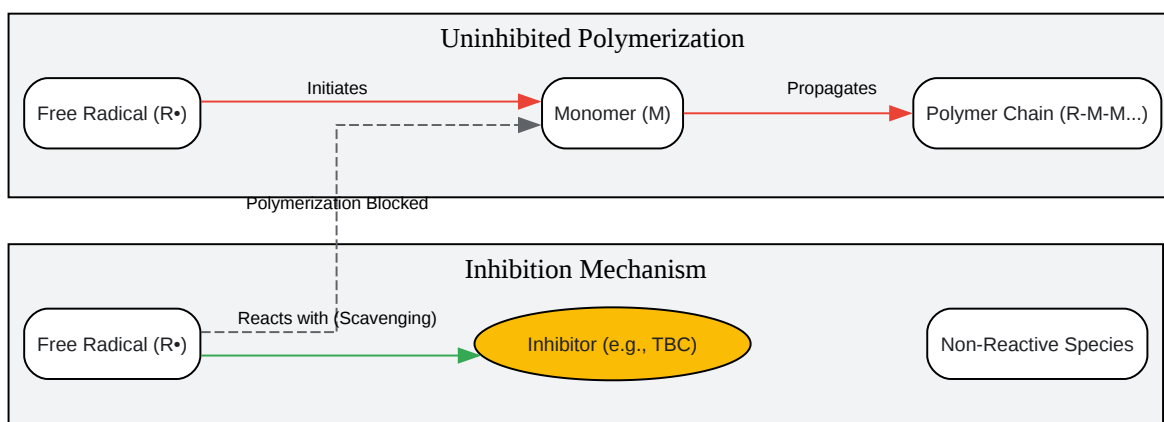 Uninhibited Polymerization
Initiates
Propagates
Free Radical (R•)
Monomer (M)
Polymer Chain (R-M-M...)
Polymerization Blocked
Inhibition Mechanism
Reacts with (Scavenging)
Free Radical (R•)
Inhibitor (e.g., TBC)
Non-Reactive Species